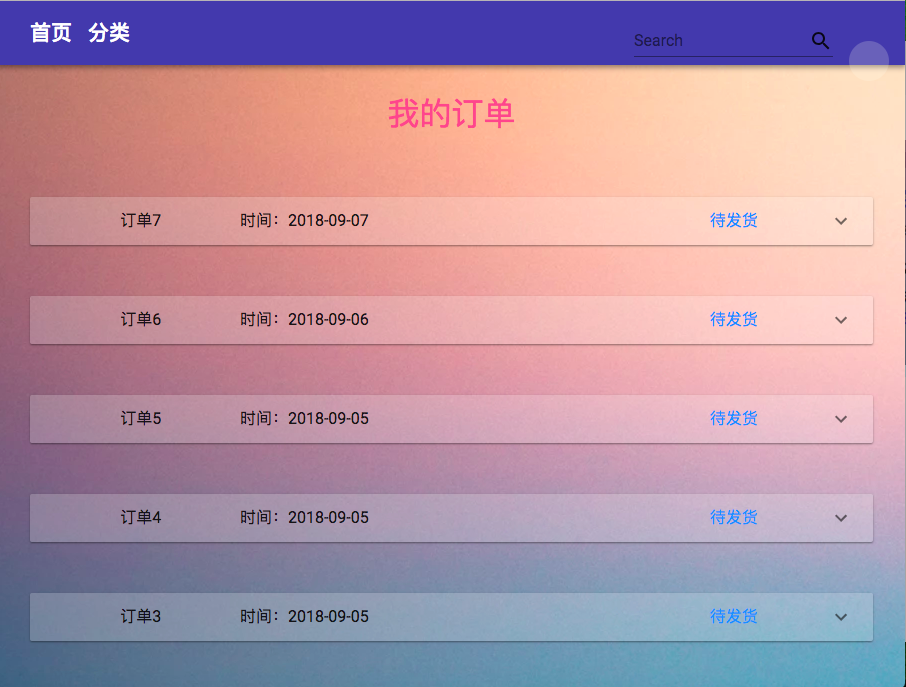 首页 分类
Search
我的订单
订单7 时间：2018-09-07 待发货
订单6 时间：2018-09-06 待发货
订单5 时间：2018-09-05 待发货
订单4 时间：2018-09-05 待发货
订单3 时间：2018-09-05 待发货